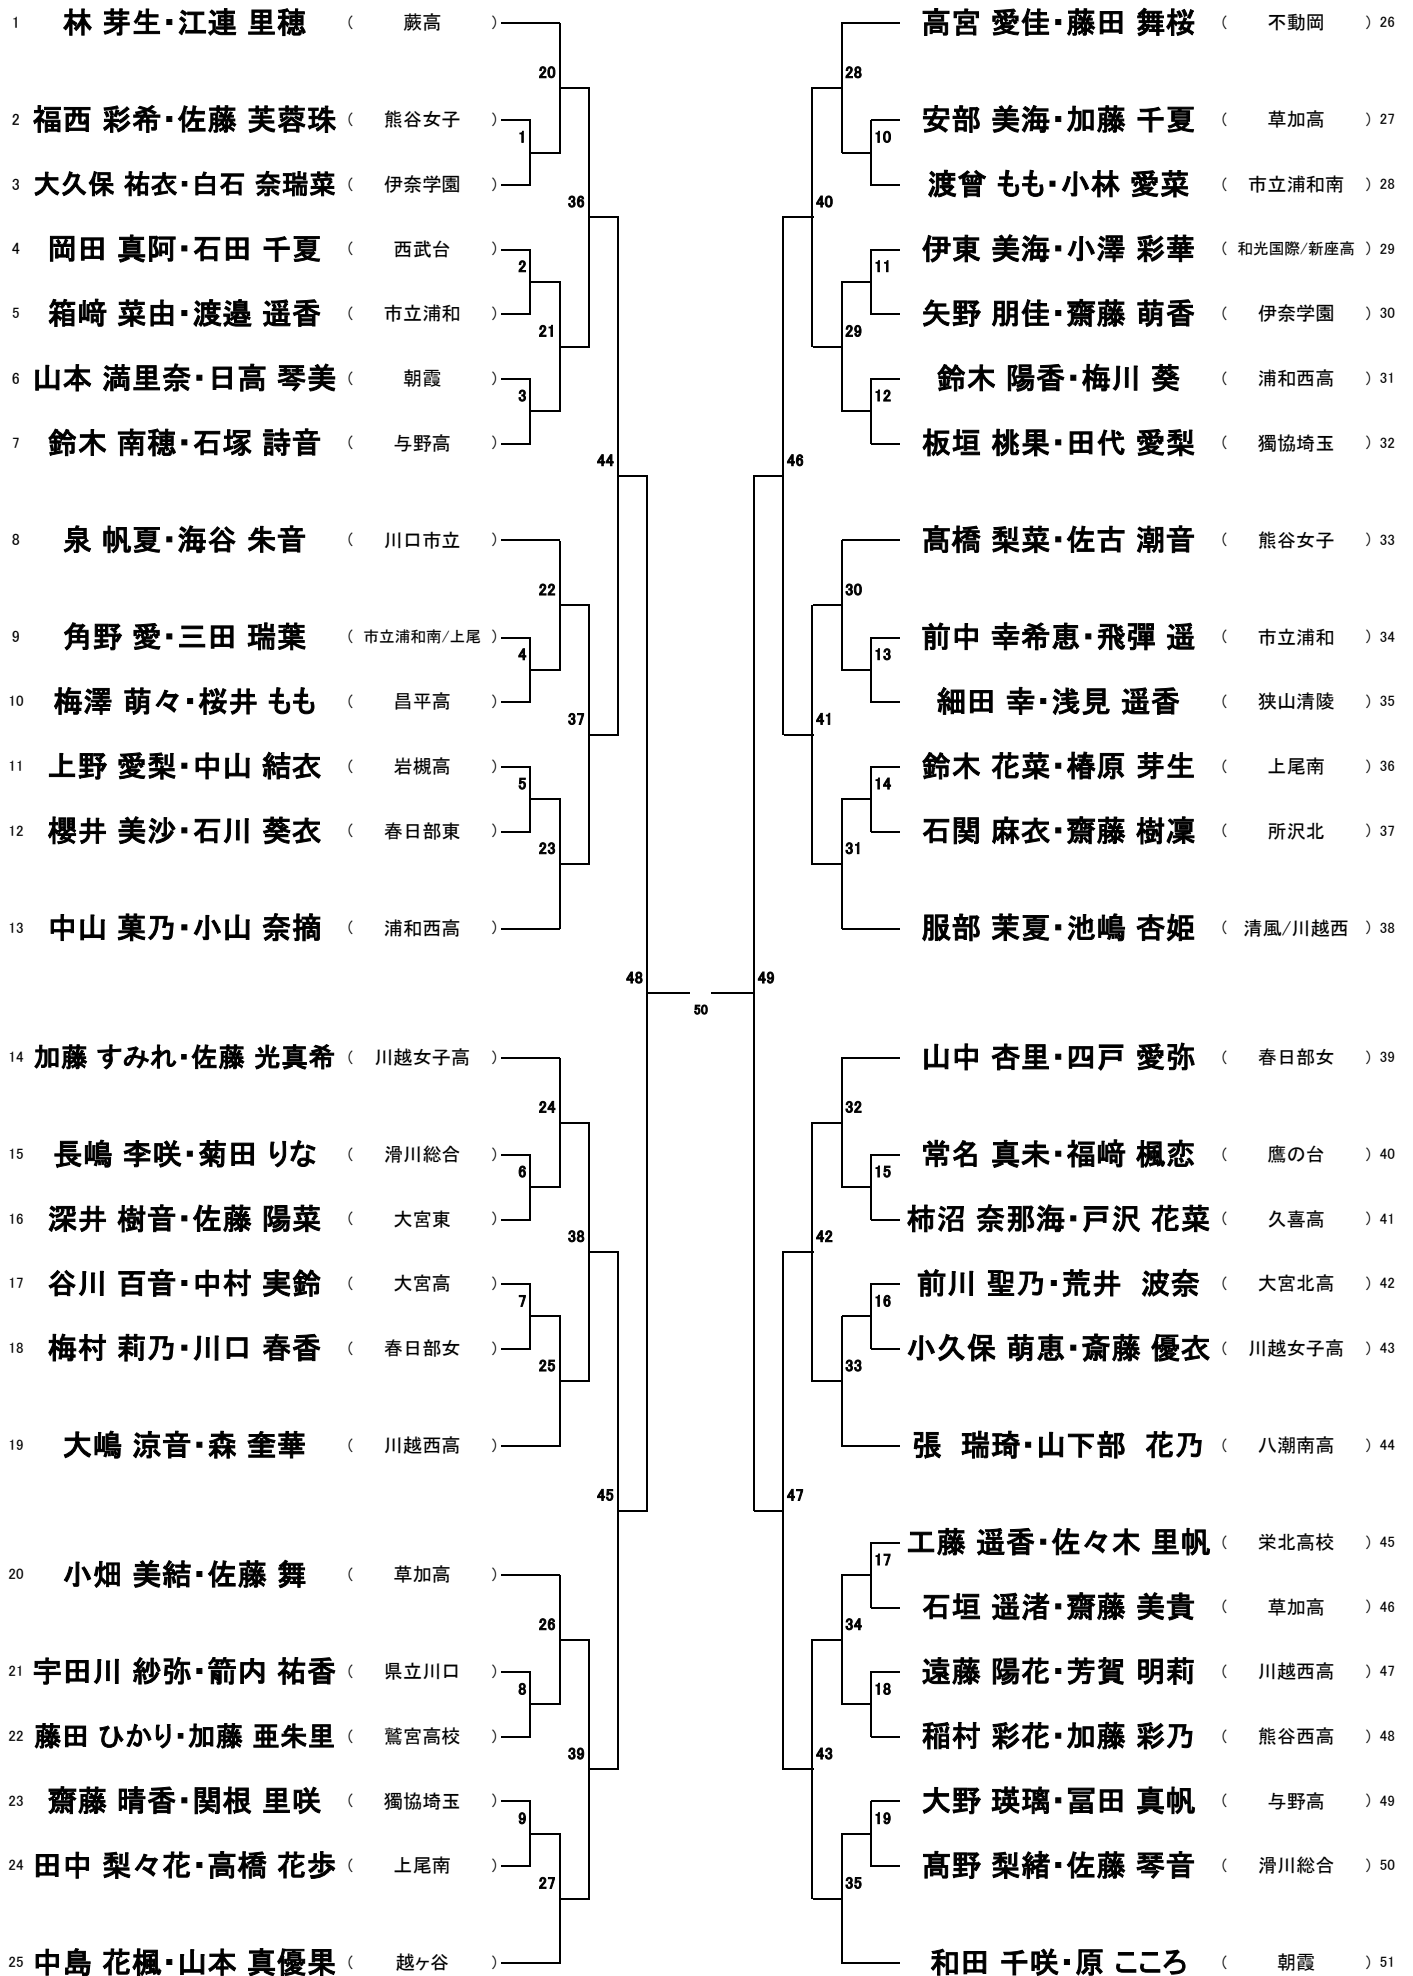 1 林 芽生・江連 里穂 ( 蕨高 )
20
2 福西 彩希・佐藤 芙蓉珠 ( 熊谷女子 )
1
3 大久保 祐衣・白石 奈瑞菜 ( 伊奈学園 )
36
4 岡田 真阿・石田 千夏 ( 西武台 )
2
5 箱﨑 菜由・渡邉 遥香 ( 市立浦和 )
21
6 山本 満里奈・日高 琴美 ( 朝霞 )
3
7 鈴木 南穂・石塚 詩音 ( 与野高 )
44
8 泉 帆夏・海谷 朱音 ( 川口市立 )
22
9 角野 愛・三田 瑞葉 ( 市立浦和南/上尾 )
4
10 梅澤 萌々・桜井 もも ( 昌平高 )
37
11 上野 愛梨・中山 結衣 ( 岩槻高 )
5
12 櫻井 美沙・石川 葵衣 ( 春日部東 )
23
13 中山 菓乃・小山 奈摘 ( 浦和西高 )
48
14 加藤 すみれ・佐藤 光真希 ( 川越女子高 )
24
15 長嶋 李咲・菊田 りな ( 滑川総合 )
6
16 深井 樹音・佐藤 陽菜 ( 大宮東 )
38
17 谷川 百音・中村 実鈴 ( 大宮高 )
7
18 梅村 莉乃・川口 春香 ( 春日部女 )
25
19 大嶋 涼音・森 奎華 ( 川越西高 )
45
20 小畑 美結・佐藤 舞 ( 草加高 )
26
21 宇田川 紗弥・箭内 祐香 ( 県立川口 )
8
22 藤田 ひかり・加藤 亜朱里 ( 鷲宮高校 )
39
23 齋藤 晴香・関根 里咲 ( 獨協埼玉 )
9
24 田中 梨々花・高橋 花歩 ( 上尾南 )
27
25 中島 花楓・山本 真優果 ( 越ヶ谷 )
50
高宮 愛佳・藤田 舞桜 ( 不動岡 ) 26
28
安部 美海・加藤 千夏 ( 草加高 ) 27
10
渡曾 もも・小林 愛菜 ( 市立浦和南 ) 28
40
伊東 美海・小澤 彩華 ( 和光国際/新座高 ) 29
11
矢野 朋佳・齋藤 萌香 ( 伊奈学園 ) 30
29
鈴木 陽香・梅川 葵 ( 浦和西高 ) 31
12
板垣 桃果・田代 愛梨 ( 獨協埼玉 ) 32
46
髙橋 梨菜・佐古 潮音 ( 熊谷女子 ) 33
30
前中 幸希恵・飛彈 遥 ( 市立浦和 ) 34
13
細田 幸・浅見 遥香 ( 狭山清陵 ) 35
41
鈴木 花菜・椿原 芽生 ( 上尾南 ) 36
14
石関 麻衣・齋藤 樹凜 ( 所沢北 ) 37
31
服部 茉夏・池嶋 杏姫 ( 清風/川越西 ) 38
49
山中 杏里・四戸 愛弥 ( 春日部女 ) 39
32
常名 真未・福﨑 楓恋 ( 鷹の台 ) 40
15
柿沼 奈那海・戸沢 花菜 ( 久喜高 ) 41
42
前川 聖乃・荒井 波奈 ( 大宮北高 ) 42
16
小久保 萌恵・斎藤 優衣 ( 川越女子高 ) 43
33
張 瑞琦・山下部 花乃 ( 八潮南高 ) 44
47
工藤 遥香・佐々木 里帆 ( 栄北高校 ) 45
17
石垣 遥渚・齋藤 美貴 ( 草加高 ) 46
34
遠藤 陽花・芳賀 明莉 ( 川越西高 ) 47
18
稲村 彩花・加藤 彩乃 ( 熊谷西高 ) 48
43
大野 瑛璃・冨田 真帆 ( 与野高 ) 49
19
髙野 梨緒・佐藤 琴音 ( 滑川総合 ) 50
35
和田 千咲・原 こころ ( 朝霞 ) 51